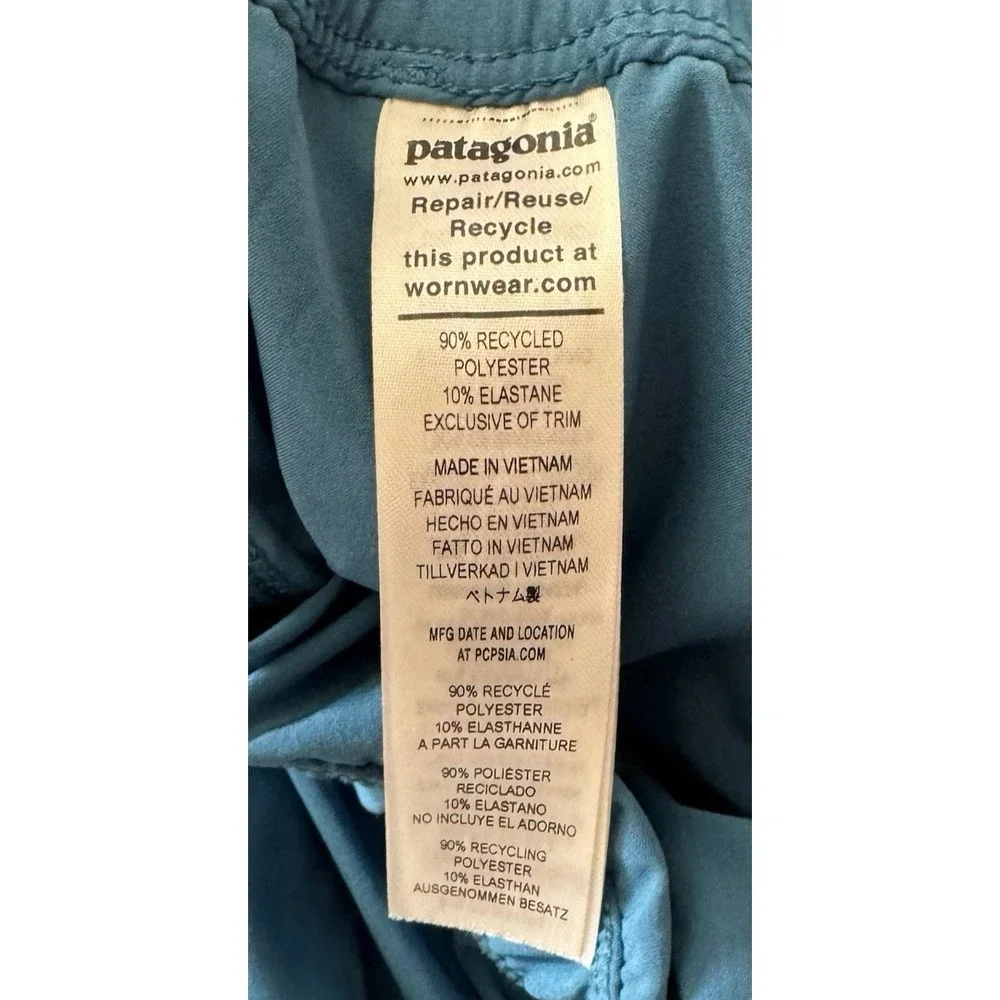 patagonia®
www.patagonia.com
Repair/Reuse/
Recycle
this product at
wornwear.com
90% RECYCLED
POLYESTER
10% ELASTANE
EXCLUSIVE OF TRIM
MADE IN VIETNAM
FABRIQUÉ AU VIETNAM
HECHO EN VIETNAM
FATTO IN VIETNAM
TILLVERKAD I VIETNAM
ベトナム製
MFG DATE AND LOCATION
AT PCPSIA.COM
90% RECYCLÉ
POLYESTER
10% ELASTHANNE
A PART LA GARNITURE
90% POLIÉSTER
RECICLADO
10% ELASTANO
NO INCLUYE EL ADORNO
90% RECYCLING
POLYESTER
10% ELASTHAN
AUSGENOMMEN BESATZ